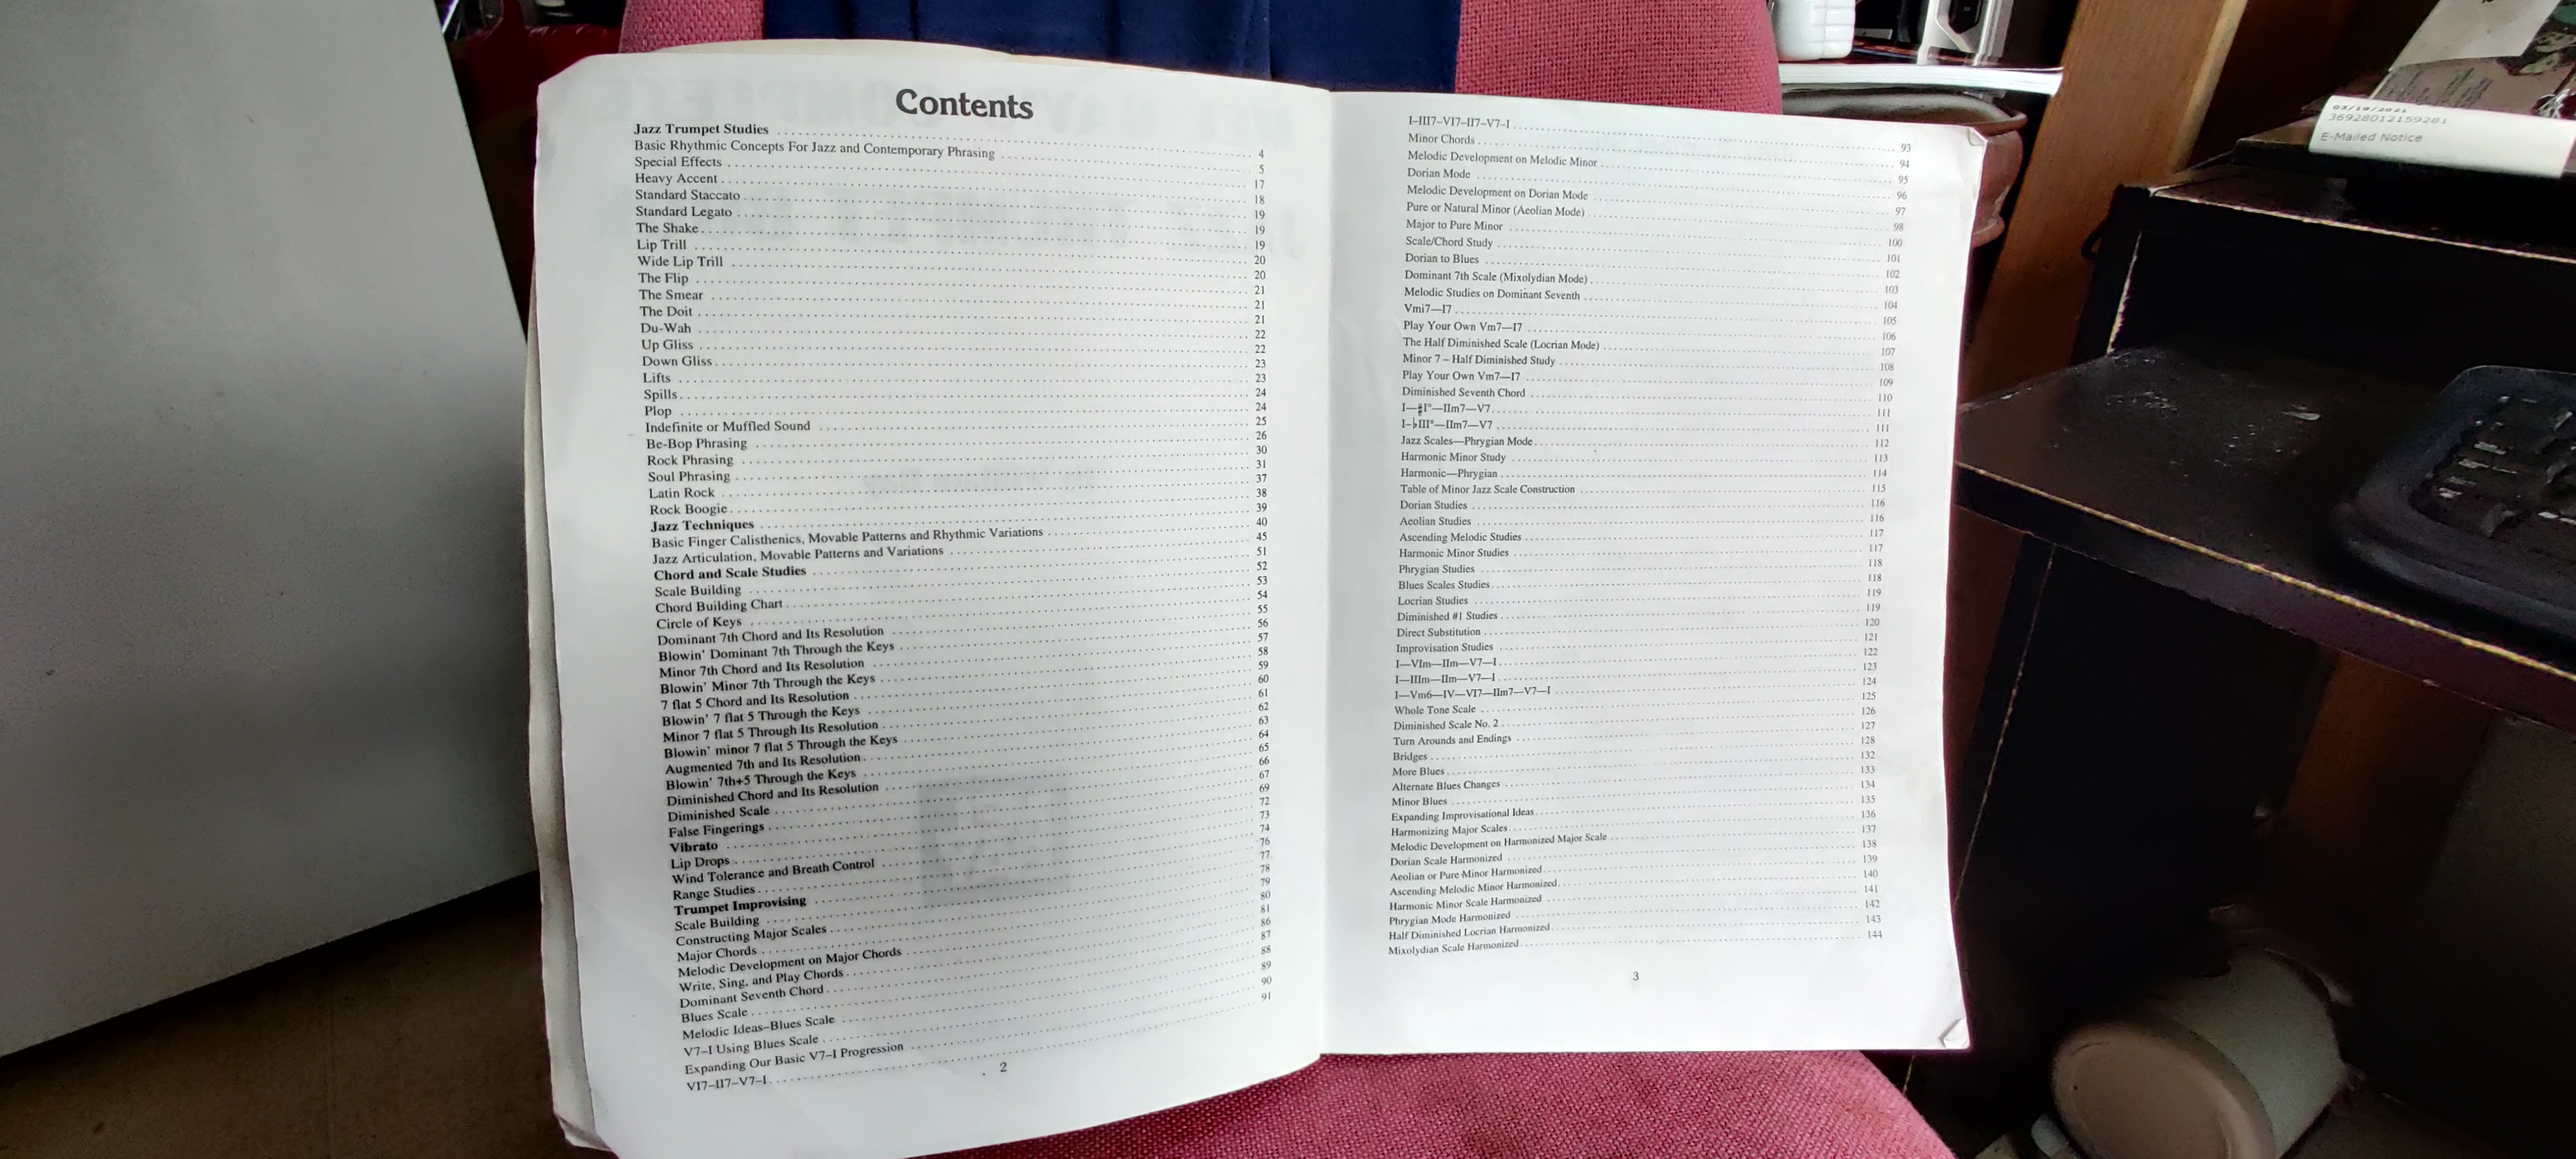 Contents
Jazz Trumpet Studies 4
Basic Rhythmic Concepts For Jazz and Contemporary Phrasing 5
Special Effects 17
Heavy Accent 18
Standard Staccato 19
Standard Legato 19
The Shake 19
Lip Trill 20
Wide Lip Trill 20
The Flip 21
The Smear 21
The Doit 21
Du-Wah 22
Up Gliss 22
Down Gliss 23
Lifts 23
Spills 24
Plop 24
Indefinite or Muffled Sound 25
Be-Bop Phrasing 26
Rock Phrasing 30
Soul Phrasing 31
Latin Rock 37
Rock Boogie 38
Jazz Techniques 39
Basic Finger Calisthenics, Movable Patterns and Rhythmic Variations 40
Jazz Articulation, Movable Patterns and Variations 45
Chord and Scale Studies 51
Scale Building 52
Chord Building Chart 53
Circle of Keys 54
Dominant 7th Chord and Its Resolution 55
Blowin' Dominant 7th Through the Keys 56
Minor 7th Chord and Its Resolution 57
Blowin' Minor 7th Through the Keys 58
7 flat 5 Chord and Its Resolution 59
Blowin' 7 flat 5 Through the Keys 60
Minor 7 flat 5 Through Its Resolution 61
Blowin' minor 7 flat 5 Through the Keys 62
Augmented 7th and Its Resolution 63
Blowin' 7th+5 Through the Keys 64
Diminished Chord and Its Resolution 65
Diminished Scale 66
False Fingerings 67
Vibrato 69
Lip Drops 72
Wind Tolerance and Breath Control 73
Range Studies 74
Trumpet Improvising 76
Scale Building 77
Constructing Major Scales 78
Major Chords 79
Melodic Development on Major Chords 80
Write, Sing, and Play Chords 81
Dominant Seventh Chord 86
Blues Scale 87
Melodic Ideas–Blues Scale 88
V7–I Using Blues Scale 89
Expanding Our Basic V7–I Progression 90
VI7–II7–V7–I 91
2
I–III7–VI7–II7–V7–I 93
Minor Chords 94
Melodic Development on Melodic Minor 95
Dorian Mode 96
Melodic Development on Dorian Mode 97
Pure or Natural Minor (Aeolian Mode) 98
Major to Pure Minor 100
Scale/Chord Study 101
Dorian to Blues 102
Dominant 7th Scale (Mixolydian Mode) 103
Melodic Studies on Dominant Seventh 104
Vmi7—I7 105
Play Your Own Vm7—I7 106
The Half Diminished Scale (Locrian Mode) 107
Minor 7 – Half Diminished Study 108
Play Your Own Vm7—I7 109
Diminished Seventh Chord 110
I—♯I°—IIm7—V7 111
I–♭III°—IIm7—V7 111
Jazz Scales—Phrygian Mode 112
Harmonic Minor Study 113
Harmonic—Phrygian 114
Table of Minor Jazz Scale Construction 115
Dorian Studies 116
Aeolian Studies 116
Ascending Melodic Studies 117
Harmonic Minor Studies 117
Phrygian Studies 118
Blues Scales Studies 118
Locrian Studies 119
Diminished #1 Studies 119
Direct Substitution 120
Improvisation Studies 121
I—VIm—IIm—V7—I 122
I—IIIm—IIm—V7—I 123
I—Vm6—IV—VI7—IIm7—V7—I 124
Whole Tone Scale 125
Diminished Scale No. 2 126
Turn Arounds and Endings 127
Bridges 128
More Blues 132
Alternate Blues Changes 133
Minor Blues 134
Expanding Improvisational Ideas 135
Harmonizing Major Scales 136
Melodic Development on Harmonized Major Scale 137
Dorian Scale Harmonized 138
Aeolian or Pure Minor Harmonized 139
Ascending Melodic Minor Harmonized 140
Harmonic Minor Scale Harmonized 141
Phrygian Mode Harmonized 142
Half Diminished Locrian Harmonized 143
Mixolydian Scale Harmonized 144
3
03/19/2021
36928012159281
E-Mailed Notice